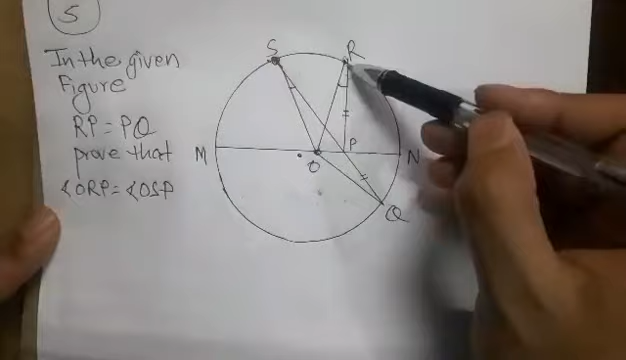 5
In the given
figure
RP = PQ
prove that
∢ORP = ∢OSP
S
R
M
O
P
N
Q